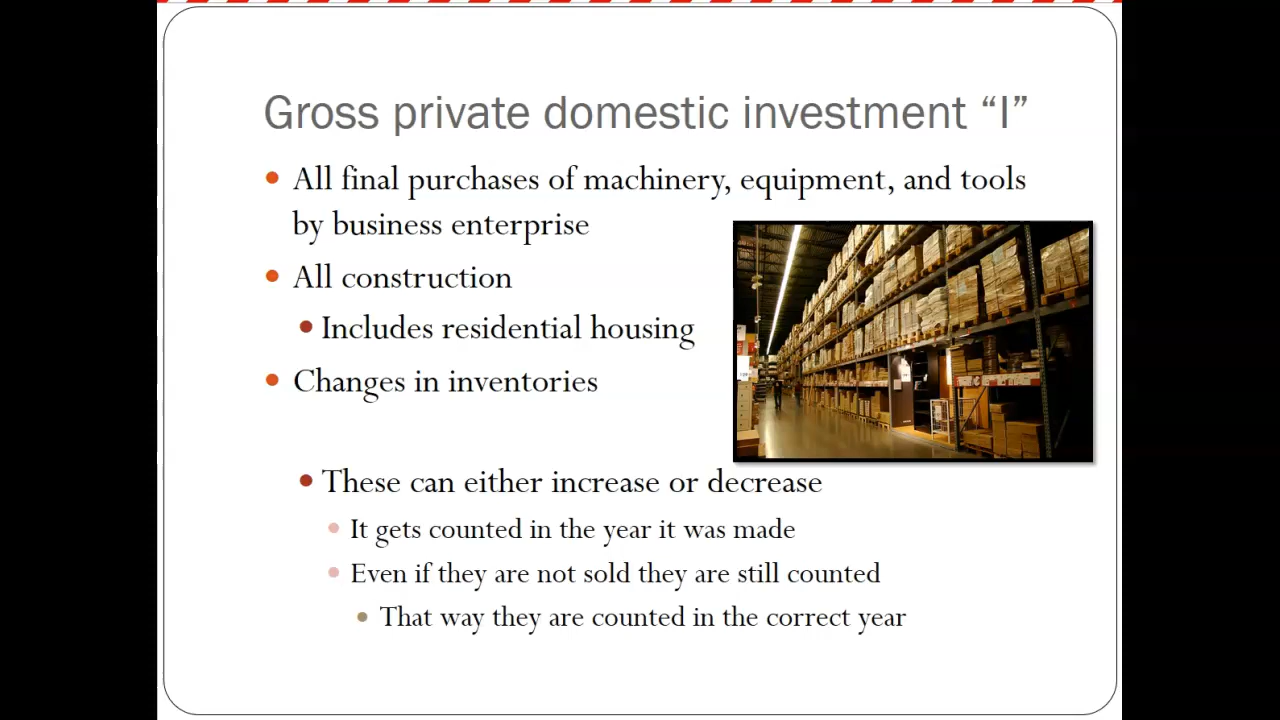 Gross private domestic investment “I”
All final purchases of machinery, equipment, and tools
by business enterprise
All construction
Includes residential housing
Changes in inventories
These can either increase or decrease
It gets counted in the year it was made
Even if they are not sold they are still counted
That way they are counted in the correct year